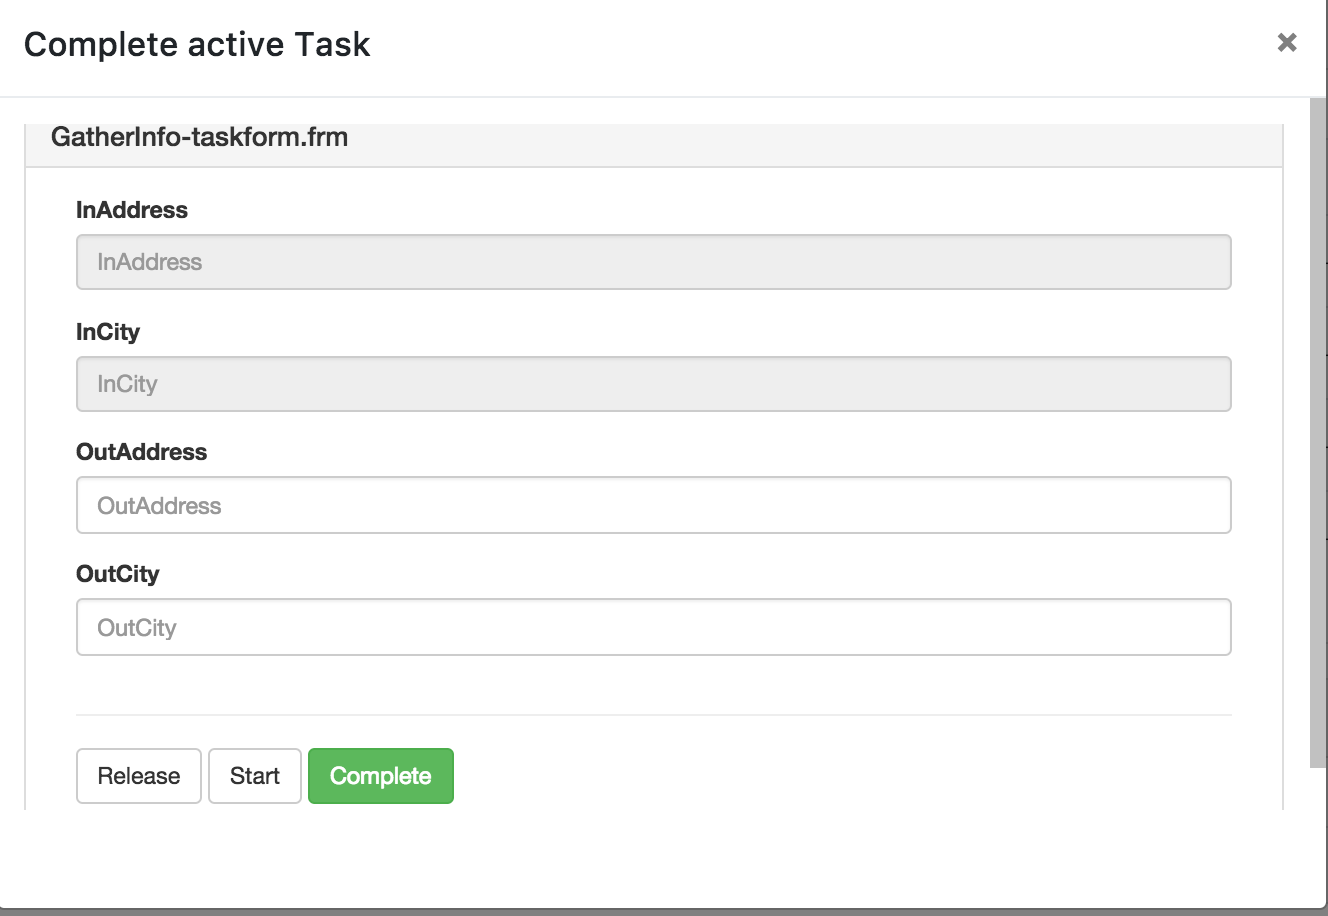 Complete active Task
GatherInfo-taskform.frm
InAddress
InAddress
InCity
InCity
OutAddress
OutAddress
OutCity
OutCity
Release Start Complete